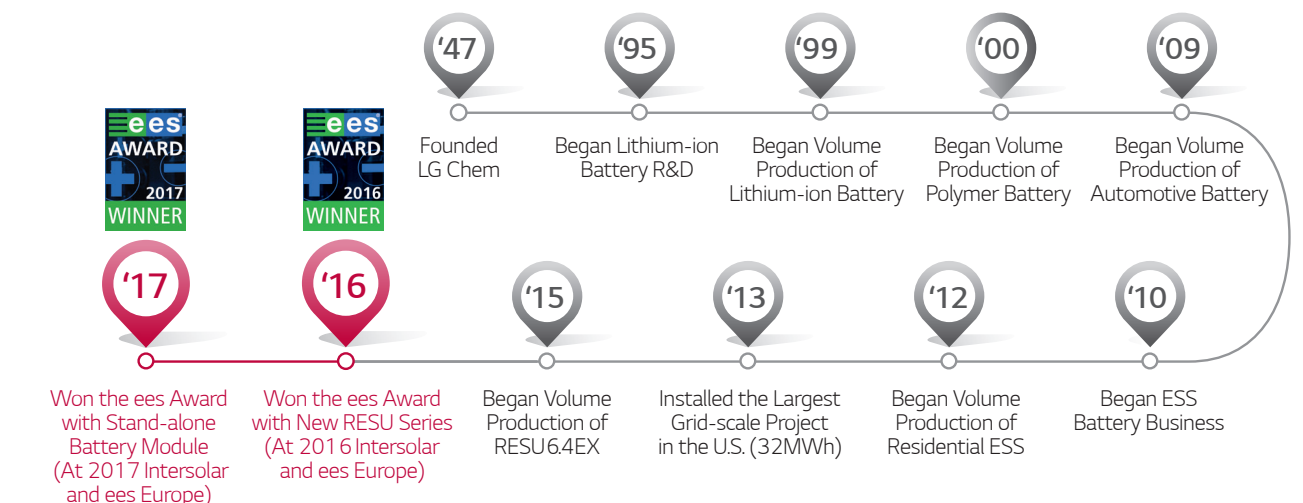 ‘47
Founded
LG Chem
‘95
Began Lithium-ion
Battery R&D
‘99
Began Volume
Production of
Lithium-ion Battery
‘00
Began Volume
Production of
Polymer Battery
‘09
Began Volume
Production of
Automotive Battery
‘10
Began ESS
Battery Business
‘12
Began Volume
Production of
Residential ESS
‘13
Installed the Largest
Grid-scale Project
in the U.S. (32MWh)
‘15
Began Volume
Production of
RESU6.4EX
ees
AWARD
2016
WINNER
‘16
Won the ees Award
with New RESU Series
(At 2016 Intersolar
and ees Europe)
ees
AWARD
2017
WINNER
‘17
Won the ees Award
with Stand-alone
Battery Module
(At 2017 Intersolar
and ees Europe)